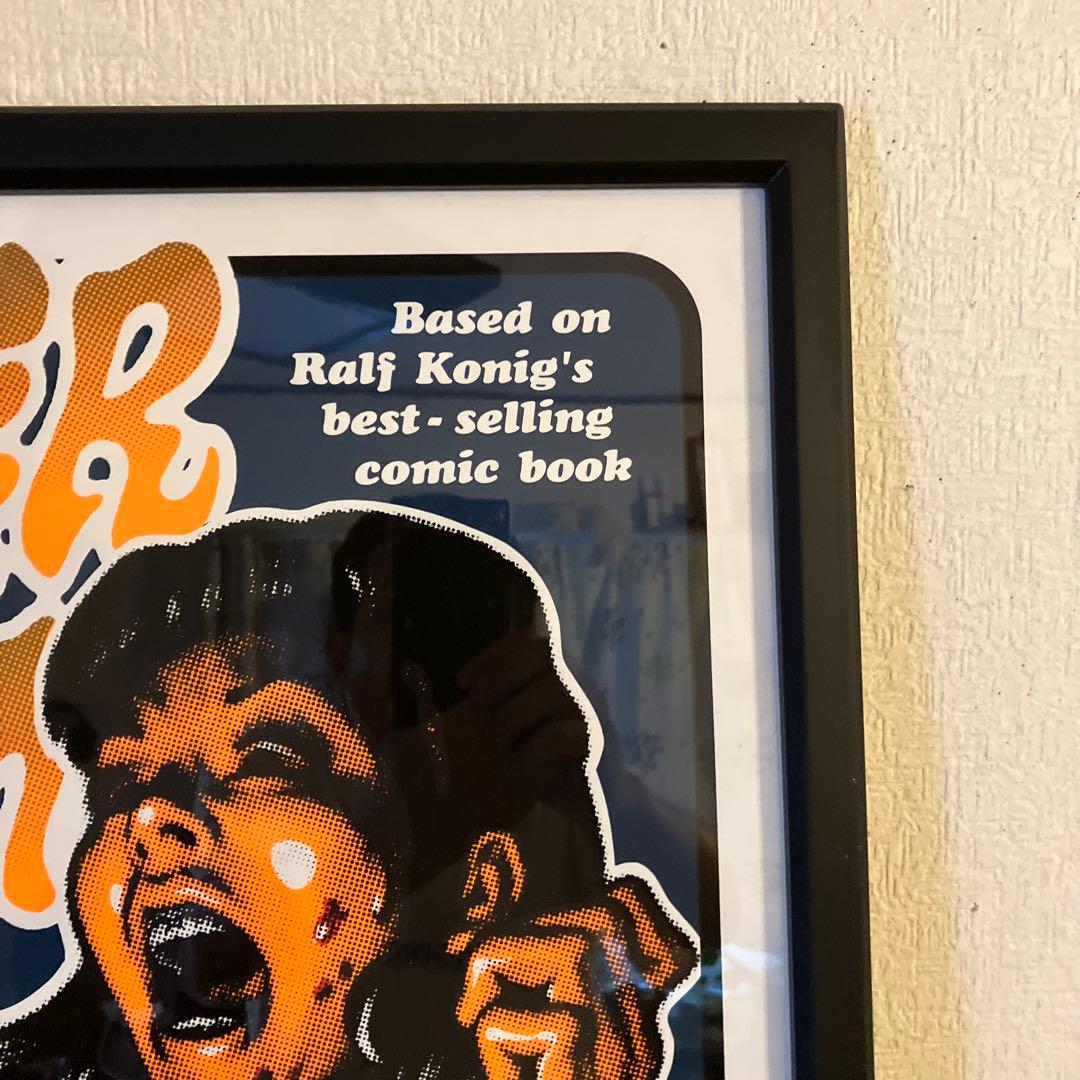 Based on
Ralf Konig's
best-selling
comic book